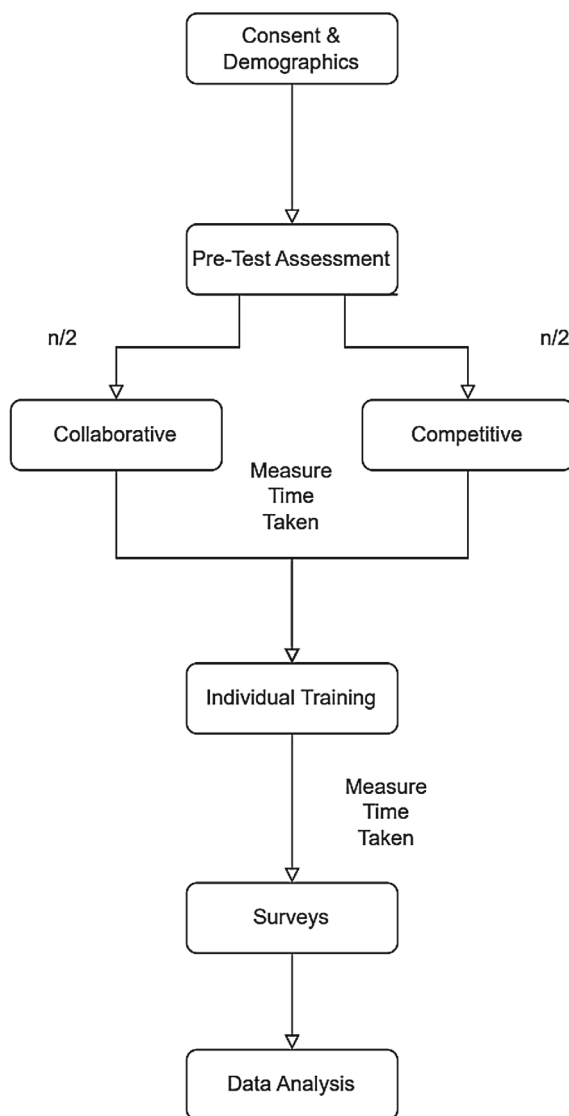 Consent &
Demographics
Pre-Test Assessment
n/2
n/2
Collaborative
Competitive
Measure
Time
Taken
Individual Training
Measure
Time
Taken
Surveys
Data Analysis